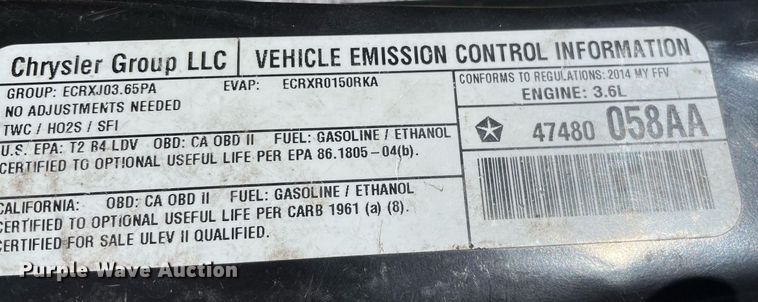 Chrysler Group LLC
VEHICLE EMISSION CONTROL INFORMATION
GROUP: ECRXJ03.65PA EVAP: ECRXR0150RKA
NO ADJUSTMENTS NEEDED
TWC / HO2S / SFI
CONFORMS TO REGULATIONS: 2014 MY FFV
ENGINE: 3.6L
47480 058AA
U.S. EPA: T2 B4 LDV OBD: CA OBD II FUEL: GASOLINE / ETHANOL
CERTIFIED TO OPTIONAL USEFUL LIFE PER EPA 86.1805-04(b).
CALIFORNIA: OBD: CA OBD II FUEL: GASOLINE / ETHANOL
CERTIFIED TO OPTIONAL USEFUL LIFE PER CARB 1961 (a) (8).
CERTIFIED FOR SALE ULEV II QUALIFIED.
Purple Wave Auction